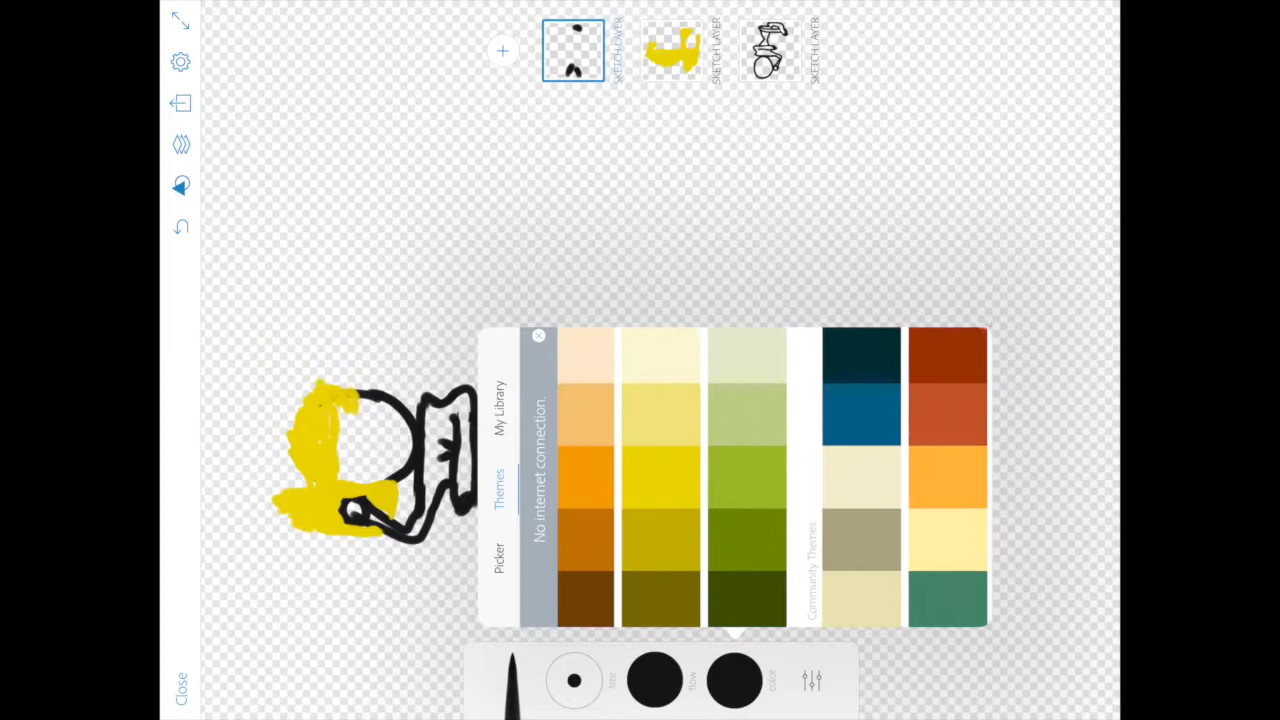 Close
SKETCH LAYER
SKETCH LAYER
SKETCH LAYER
Picker
Themes
My Library
No internet connection.
Community Themes
size
flow
color